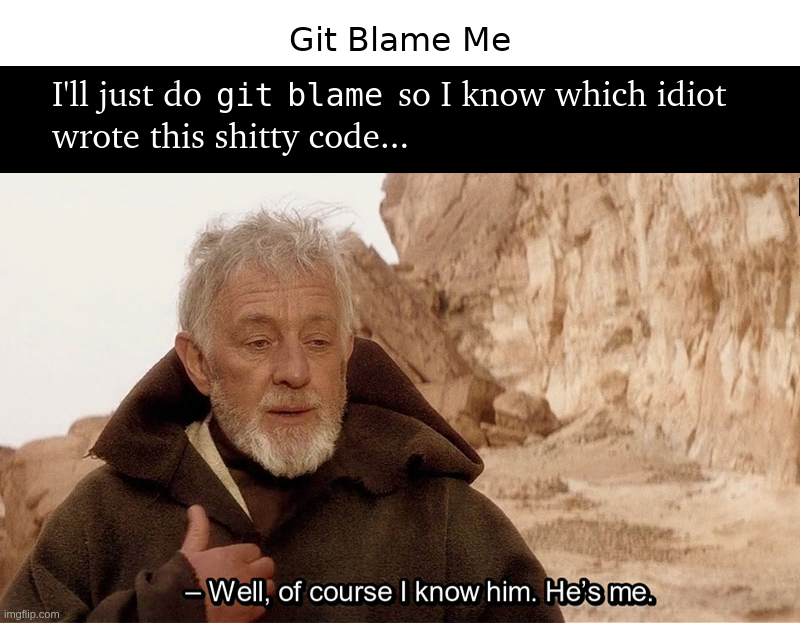 Git Blame Me
I'll just do git blame so I know which idiot
wrote this shitty code...
– Well, of course I know him. He’s me.
imgflip.com